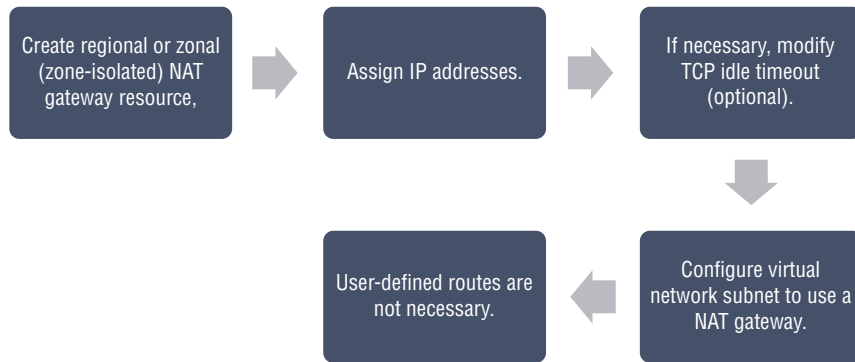 Create regional or zonal
(zone-isolated) NAT
gateway resource,
Assign IP addresses.
If necessary, modify
TCP idle timeout
(optional).
Configure virtual
network subnet to use a
NAT gateway.
User-defined routes are
not necessary.